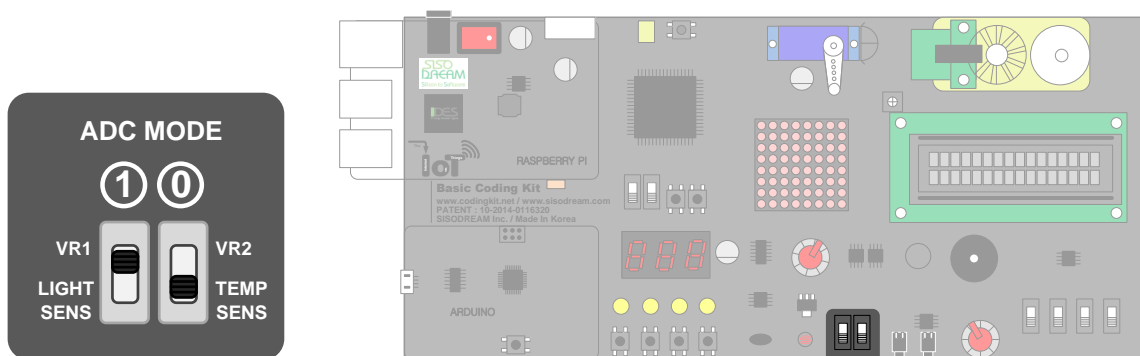 ADC MODE
1 0
VR1
VR2
LIGHT
SENS
TEMP
SENS
SISO
DREAM
RASPBERRY PI
Basic Coding Kit
www.codingkit.net / www.sisodream.com
PATENT : 10-2014-0116320
SISODREAM Inc. / Made In Korea
ARDUINO
888